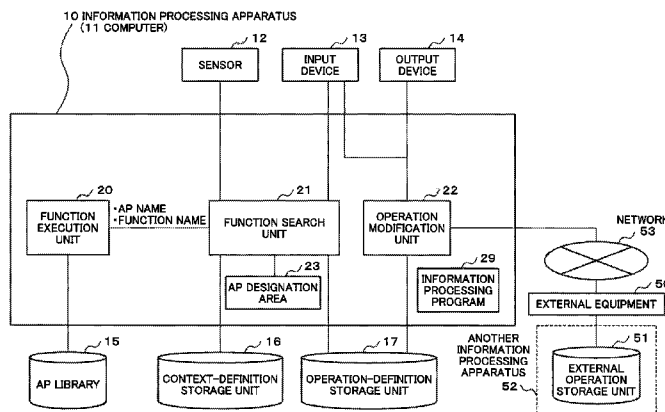 10 INFORMATION PROCESSING APPARATUS
(11 COMPUTER)
12
13
14
SENSOR
INPUT
DEVICE
OUTPUT
DEVICE
20
21
22
FUNCTION
EXECUTION
UNIT
・AP NAME
・FUNCTION NAME
FUNCTION SEARCH
UNIT
OPERATION
MODIFICATION
UNIT
NETWORK
53
23
AP DESIGNATION
AREA
29
INFORMATION
PROCESSING
PROGRAM
50
EXTERNAL EQUIPMENT
15
AP LIBRARY
16
CONTEXT-DEFINITION
STORAGE UNIT
17
OPERATION-DEFINITION
STORAGE UNIT
ANOTHER
INFORMATION
PROCESSING
APPARATUS
52
51
EXTERNAL
OPERATION
STORAGE UNIT